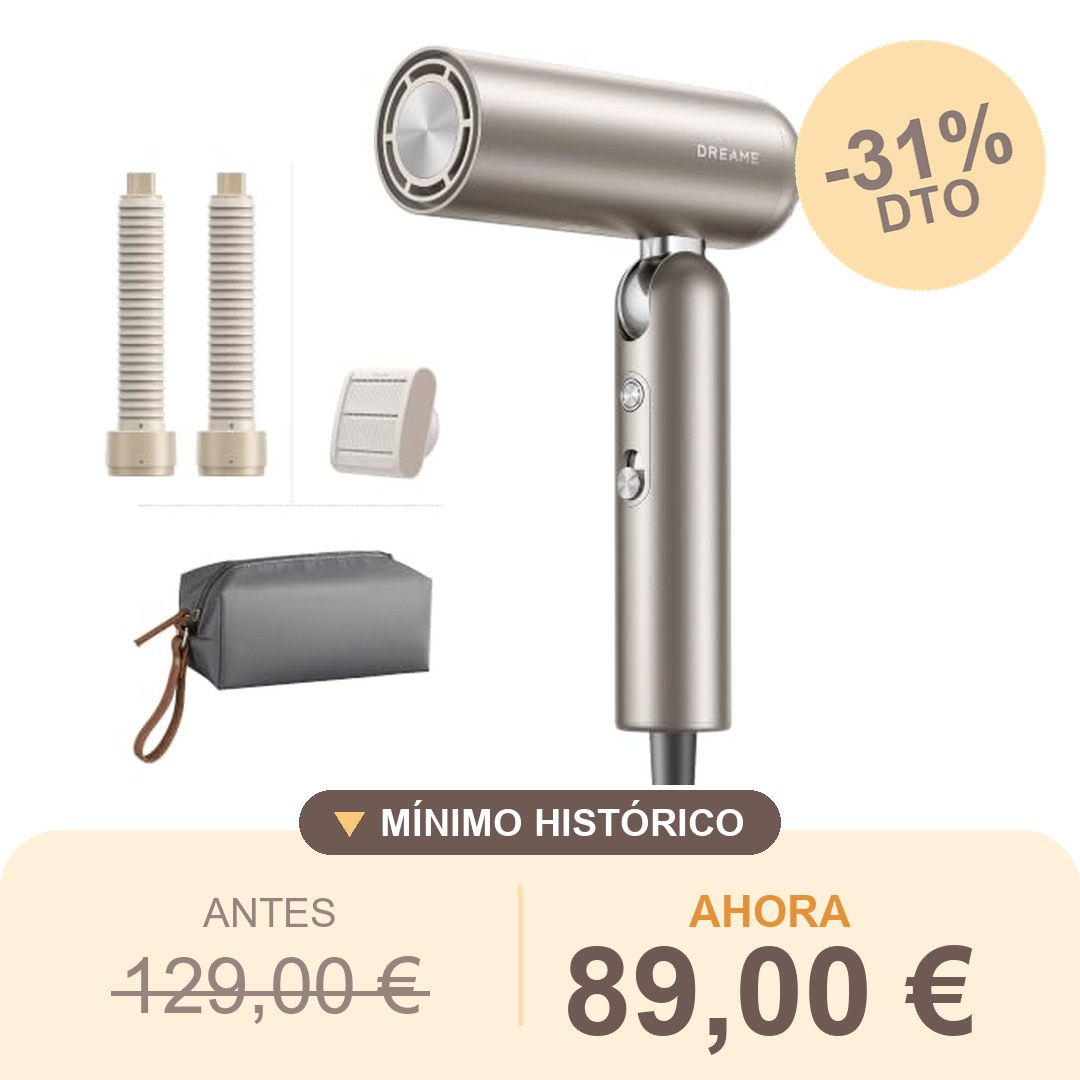 DREAME
-31%
DTO
MÍNIMO HISTÓRICO
ANTES
129,00 €
AHORA
89,00 €